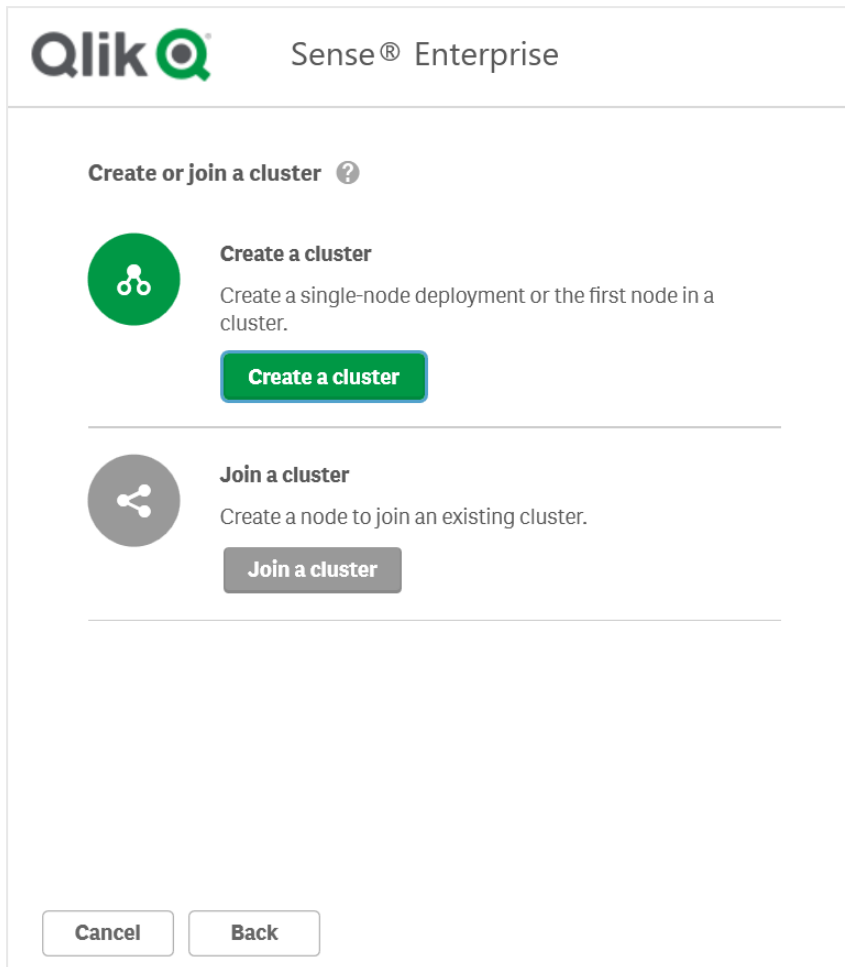 Qlik Sense® Enterprise
Create or join a cluster ?
Create a cluster
Create a single-node deployment or the first node in a
cluster.
Create a cluster
Join a cluster
Create a node to join an existing cluster.
Join a cluster
Cancel Back